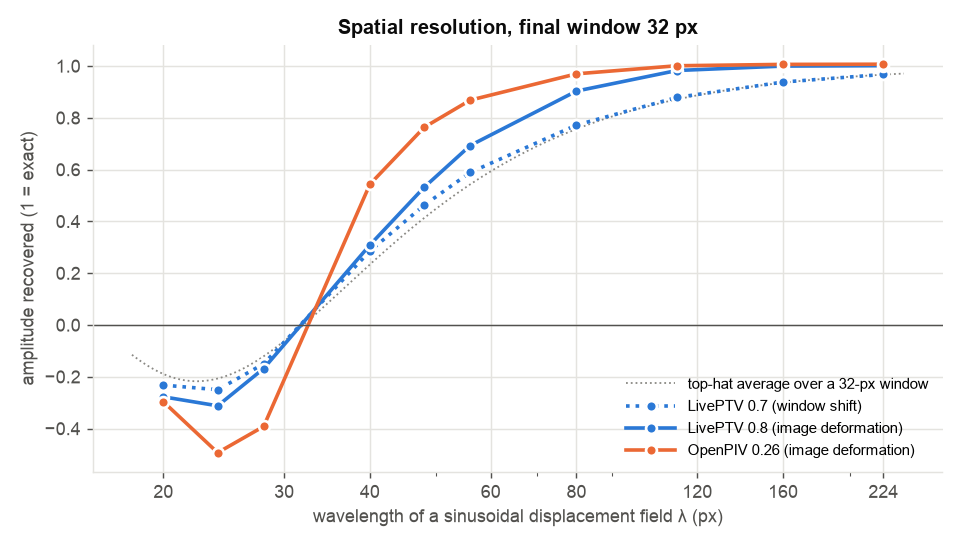 Spatial resolution, final window 32 px
amplitude recovered (1 = exact)
1.0
0.8
0.6
0.4
0.2
0.0
−0.2
−0.4
top-hat average over a 32-px window
LivePTV 0.7 (window shift)
LivePTV 0.8 (image deformation)
OpenPIV 0.26 (image deformation)
20 30 40 60 80 120 160 224
wavelength of a sinusoidal displacement field λ (px)